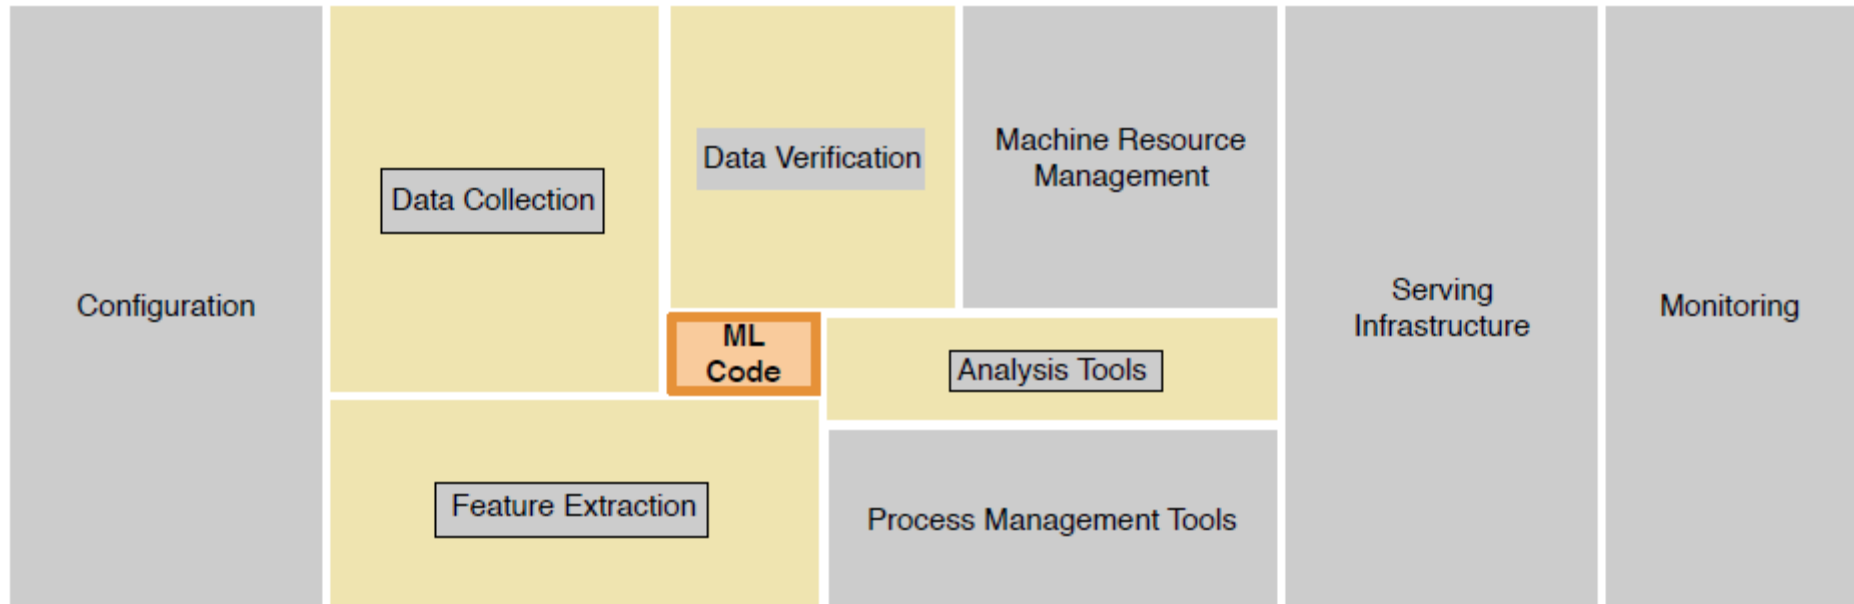 Configuration
Data Collection
Data Verification
Machine Resource
Management
ML
Code
Analysis Tools
Feature Extraction
Process Management Tools
Serving
Infrastructure
Monitoring